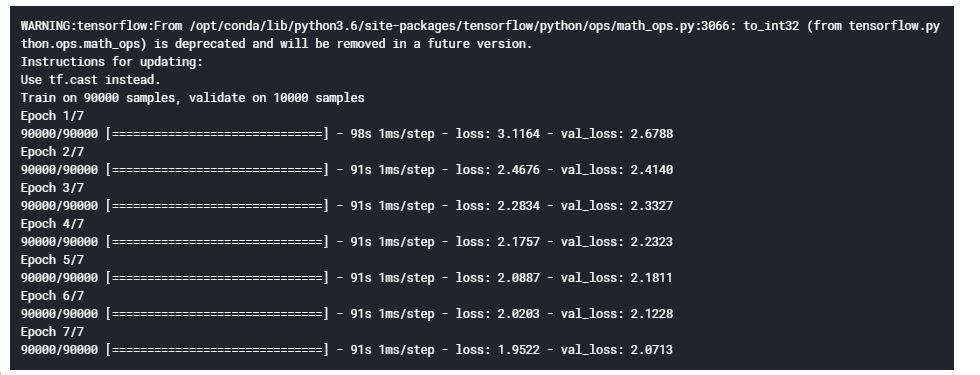 WARNING:tensorflow:From /opt/conda/lib/python3.6/site-packages/tensorflow/python/ops/math_ops.py:3066: to_int32 (from tensorflow.py
thon.ops.math_ops) is deprecated and will be removed in a future version.
Instructions for updating:
Use tf.cast instead.
Train on 90000 samples, validate on 10000 samples
Epoch 1/7
90000/90000 [==============================] - 98s 1ms/step - loss: 3.1164 - val_loss: 2.6788
Epoch 2/7
90000/90000 [==============================] - 91s 1ms/step - loss: 2.4676 - val_loss: 2.4140
Epoch 3/7
90000/90000 [==============================] - 91s 1ms/step - loss: 2.2834 - val_loss: 2.3327
Epoch 4/7
90000/90000 [==============================] - 91s 1ms/step - loss: 2.1757 - val_loss: 2.2323
Epoch 5/7
90000/90000 [==============================] - 91s 1ms/step - loss: 2.0887 - val_loss: 2.1811
Epoch 6/7
90000/90000 [==============================] - 91s 1ms/step - loss: 2.0203 - val_loss: 2.1228
Epoch 7/7
90000/90000 [==============================] - 91s 1ms/step - loss: 1.9522 - val_loss: 2.0713